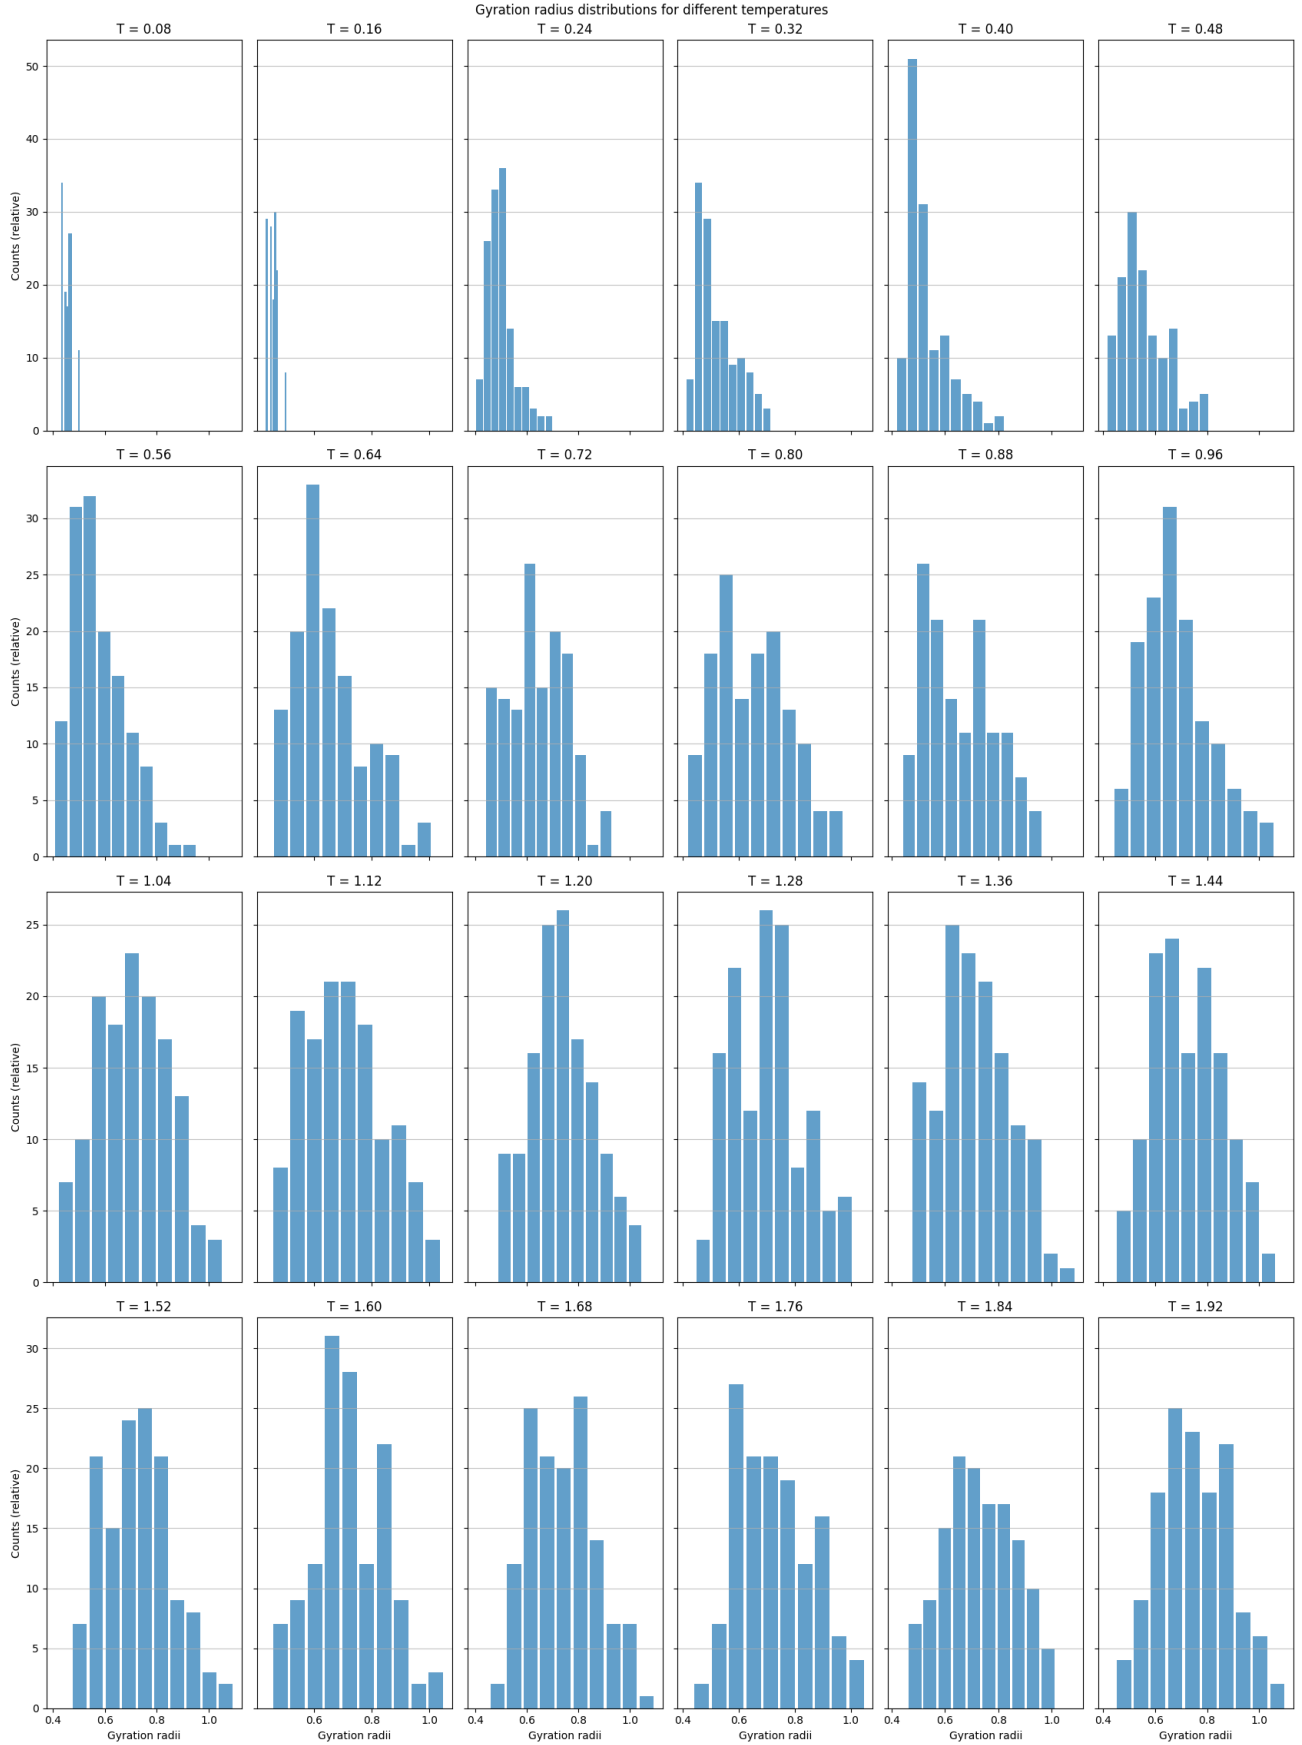 Gyration radius distributions for different temperatures
T = 0.08
T = 0.16
T = 0.24
T = 0.32
T = 0.40
T = 0.48
50
40
30
20
10
0
Counts (relative)
T = 0.56
T = 0.64
T = 0.72
T = 0.80
T = 0.88
T = 0.96
30
25
20
15
10
5
0
Counts (relative)
T = 1.04
T = 1.12
T = 1.20
T = 1.28
T = 1.36
T = 1.44
25
20
15
10
5
0
Counts (relative)
T = 1.52
T = 1.60
T = 1.68
T = 1.76
T = 1.84
T = 1.92
30
25
20
15
10
5
0
Counts (relative)
0.4 0.6 0.8 1.0
0.6 0.8 1.0
0.4 0.6 0.8 1.0
0.4 0.6 0.8 1.0
0.4 0.6 0.8 1.0
0.4 0.6 0.8 1.0
Gyration radii
Gyration radii
Gyration radii
Gyration radii
Gyration radii
Gyration radii